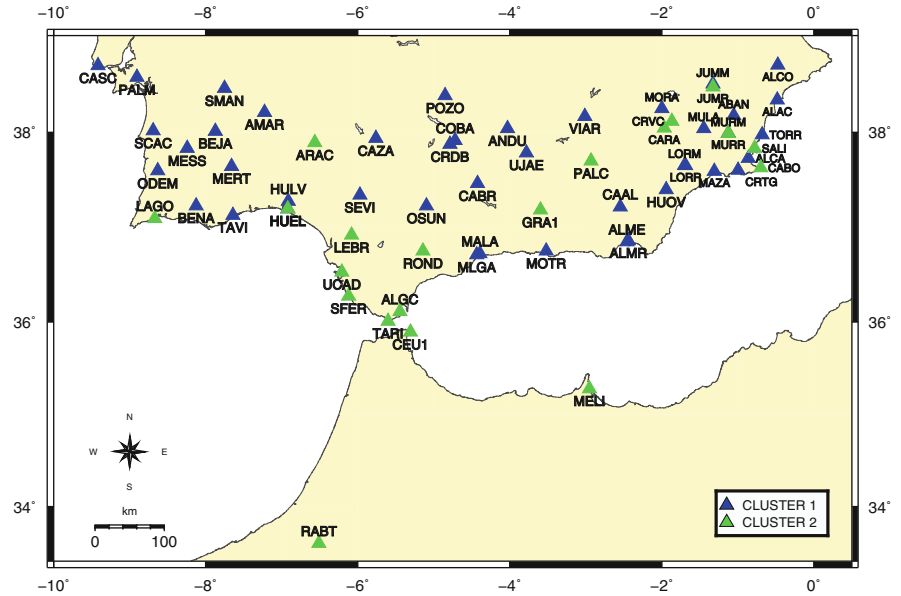 −10° −8° −6° −4° −2° 0°
CASC
PALM
SMAN
AMAR
POZO
JUMM
ALCO
JUMR
MORA
ABAN
ALAC
CRVC
MULA
MURM
VIAR
CARA
MURR
TORR
SALI
ALCA
CABO
38°
38°
SCAC
BEJA
MESS
MERT
ODEM
ARAC
CAZA
COBA
CRDB
ANDU
UJAE
PALC
LORM
LORR
MAZA
CRTG
HULV
HUEL
SEVI
OSUN
CABR
CAAL
HUOV
LAGO
BENA
TAVI
GRA1
LEBR
ROND
MALA
MLGA
MOTR
ALME
ALMR
UCAD
SFER
ALGC
TARI
CEU1
36°
36°
MELI
N
W E
S
km
0 100
34°
34°
RABT
CLUSTER 1
CLUSTER 2
−10° −8° −6° −4° −2° 0°